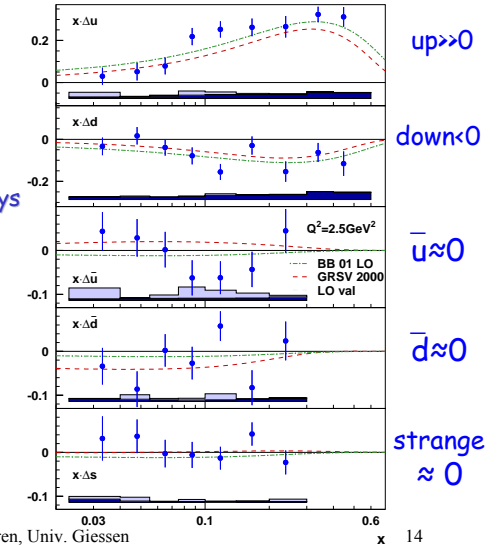 x·Δu
0.2
0
up>>0
x·Δd
0
-0.2
down<0
ys
Q²=2.5GeV²
0
BB 01 LO
GRSV 2000
LO val
x·Δū
-0.1
ū≈0
x·Δd̄
0
-0.1
d̄≈0
0
x·Δs
-0.1
strange
≈ 0
0.03
0.1
0.6
ren, Univ. Giessen
x
14